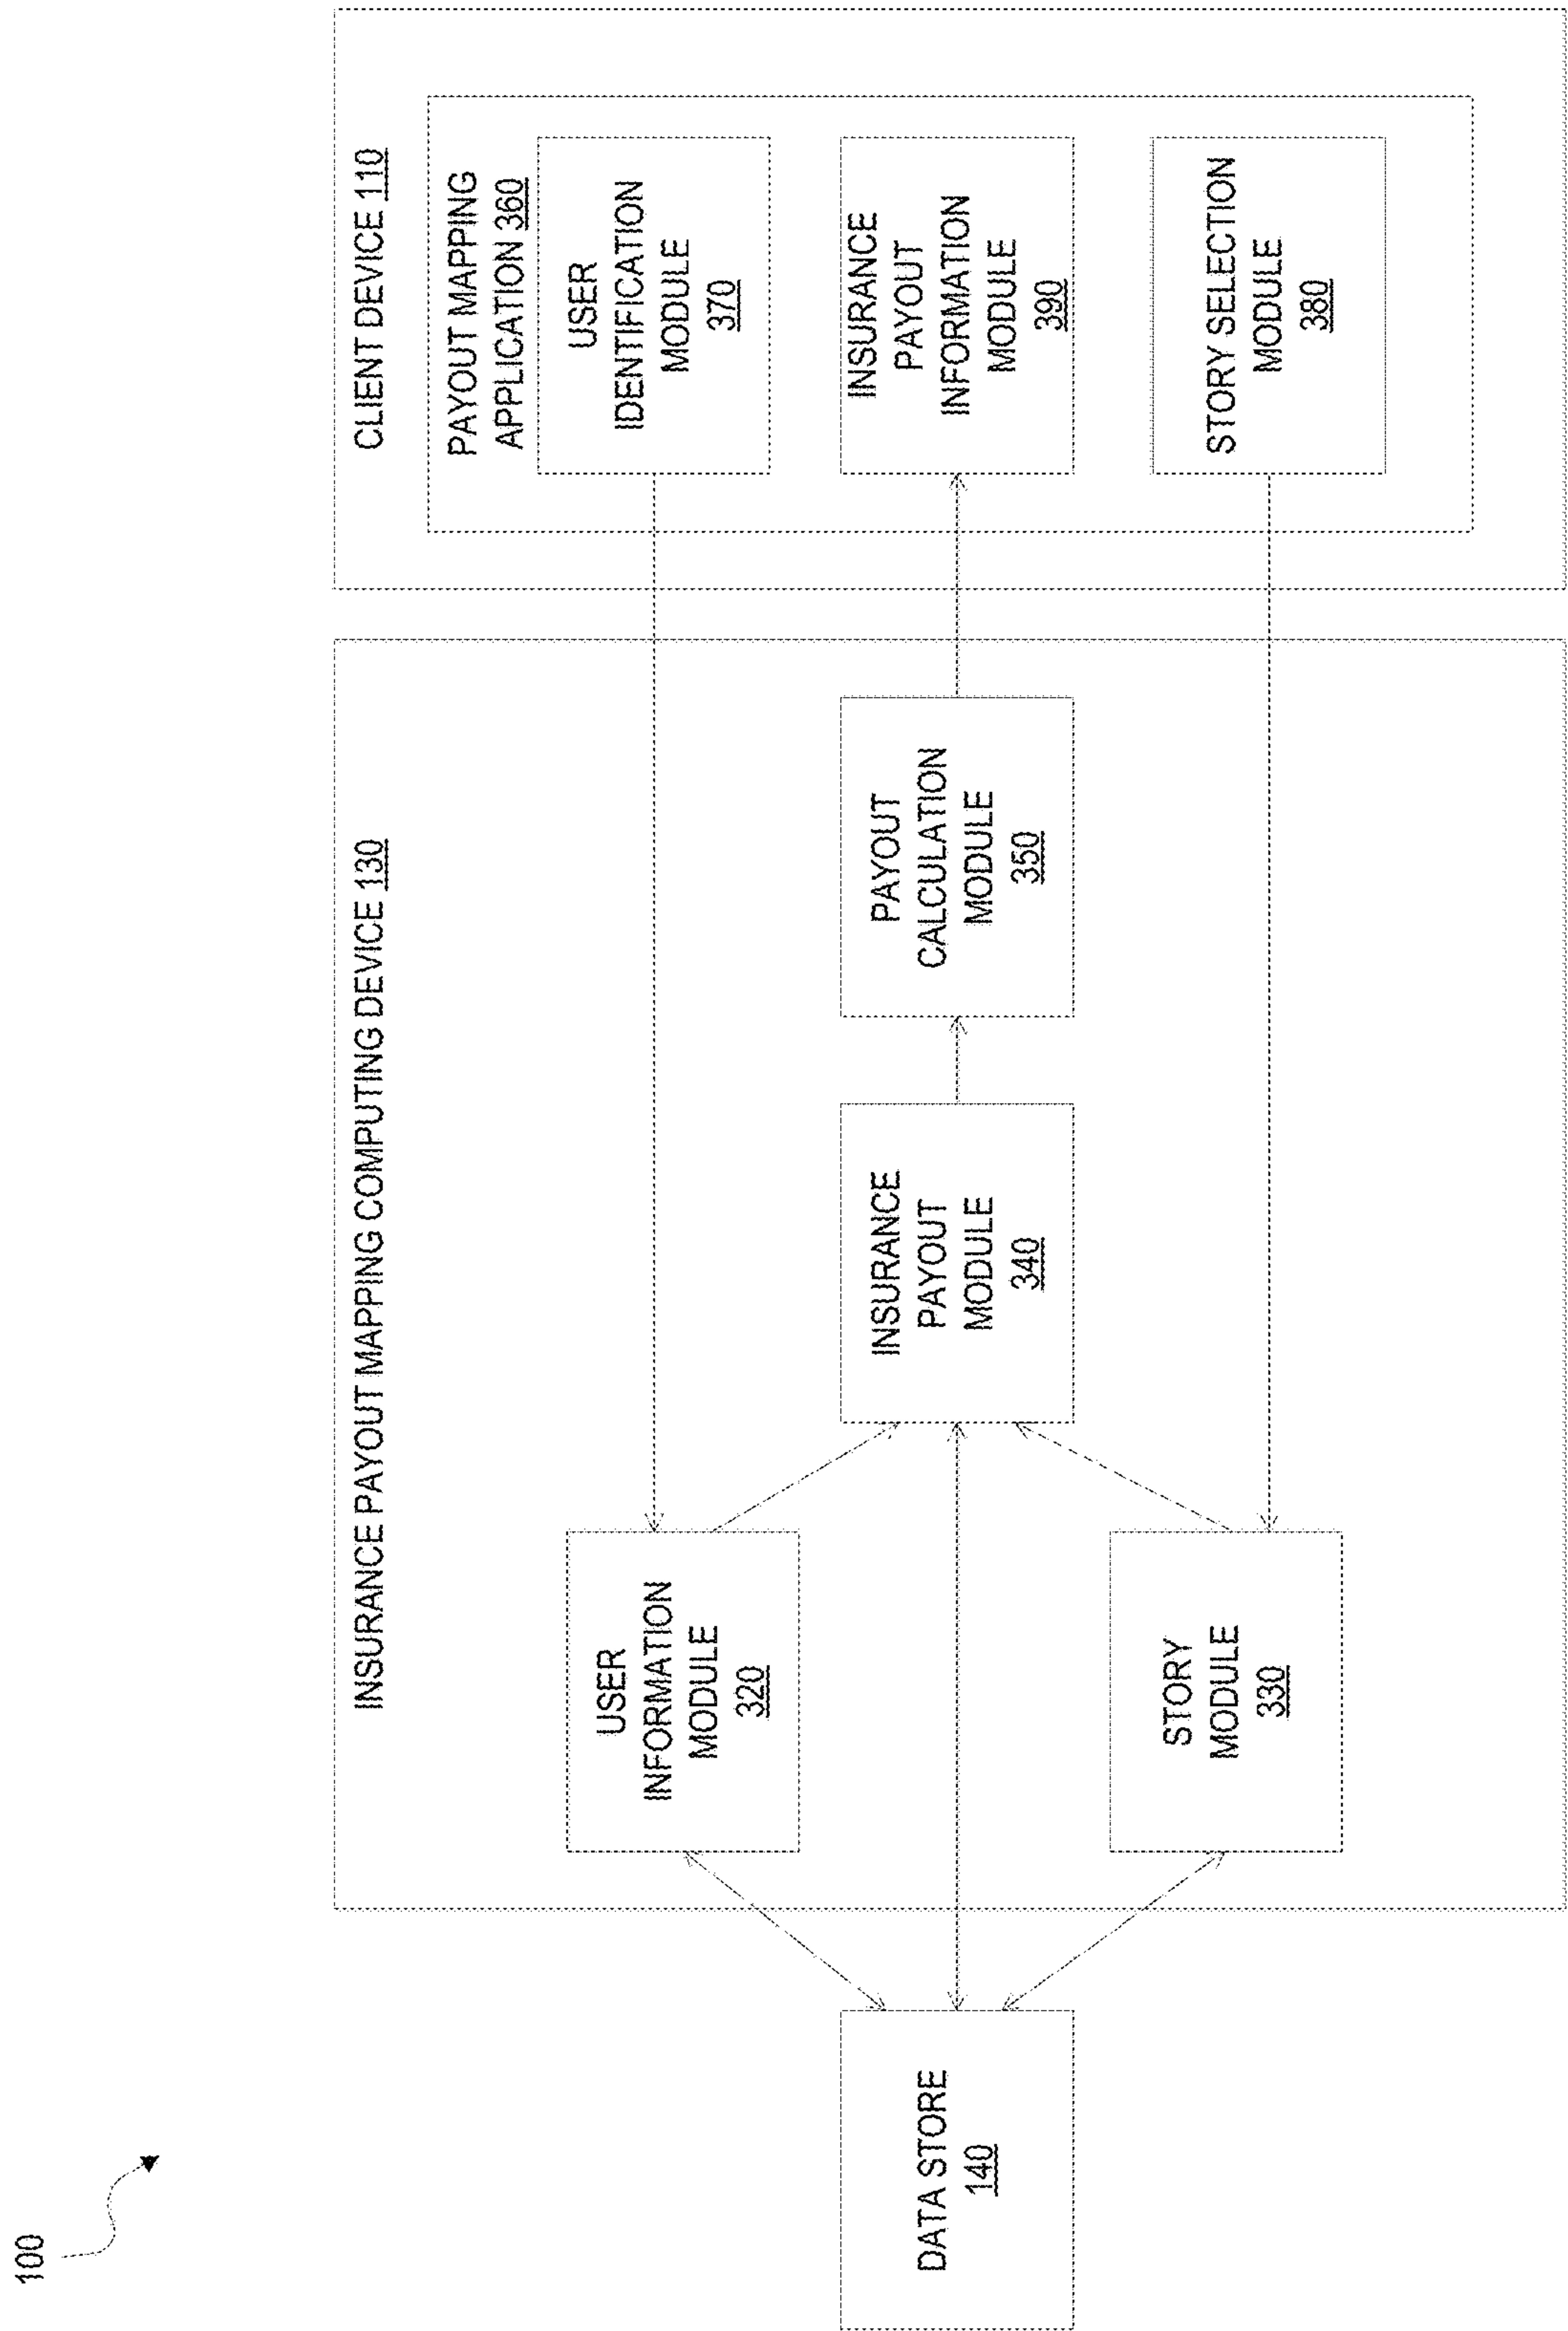 100
DATA STORE
140
INSURANCE PAYOUT MAPPING COMPUTING DEVICE 130
USER
INFORMATION
MODULE
320
STORY
MODULE
330
INSURANCE
PAYOUT
MODULE
340
PAYOUT
CALCULATION
MODULE
350
CLIENT DEVICE 110
PAYOUT MAPPING
APPLICATION 360
USER
IDENTIFICATION
MODULE
370
INSURANCE
PAYOUT
INFORMATION
MODULE
390
STORY SELECTION
MODULE
380